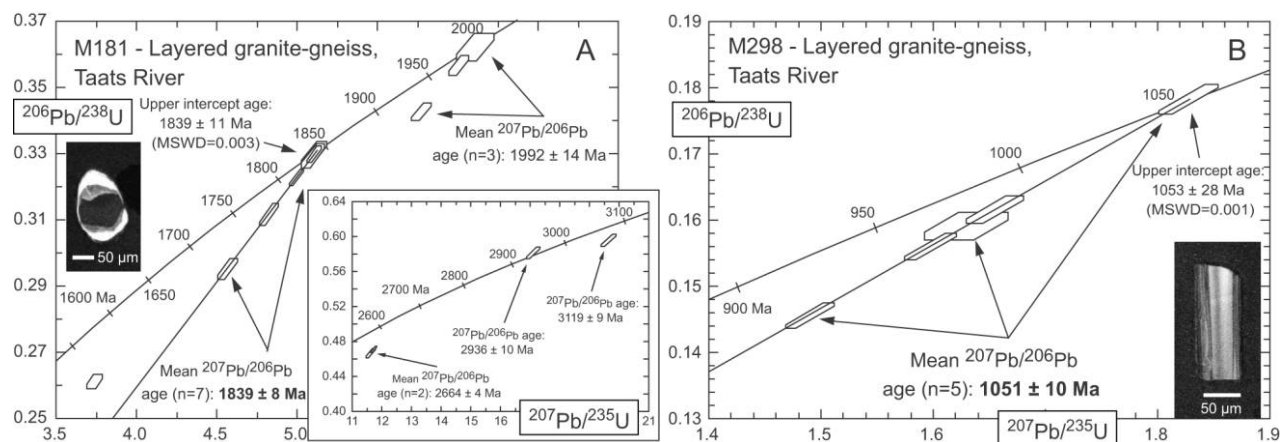 M181 - Layered granite-gneiss,
Taats River
A
206Pb/238U
0.37
0.35
0.33
0.31
0.29
0.27
0.25
3.5
4.0
4.5
5.0
Upper intercept age:
1839 ± 11 Ma
(MSWD=0.003)
1600 Ma
1650
1700
1750
1800
1850
1900
1950
2000
Mean 207Pb/206Pb
age (n=3): 1992 ± 14 Ma
50 µm
Mean 207Pb/206Pb
age (n=7): 1839 ± 8 Ma
0.64
0.60
0.56
0.52
0.48
0.44
0.40
11
12
13
14
15
16
17
18
19
20
21
2600
2700 Ma
2800
2900
3000
3100
207Pb/206Pb age:
3119 ± 9 Ma
207Pb/206Pb age:
2936 ± 10 Ma
Mean 207Pb/206Pb
age (n=2): 2664 ± 4 Ma
207Pb/235U
M298 - Layered granite-gneiss,
Taats River
B
206Pb/238U
0.19
0.18
0.17
0.16
0.15
0.14
0.13
1.4
1.5
1.6
1.7
1.8
1.9
900 Ma
950
1000
1050
Upper intercept age:
1053 ± 28 Ma
(MSWD=0.001)
Mean 207Pb/206Pb
age (n=5): 1051 ± 10 Ma
50 µm
207Pb/235U